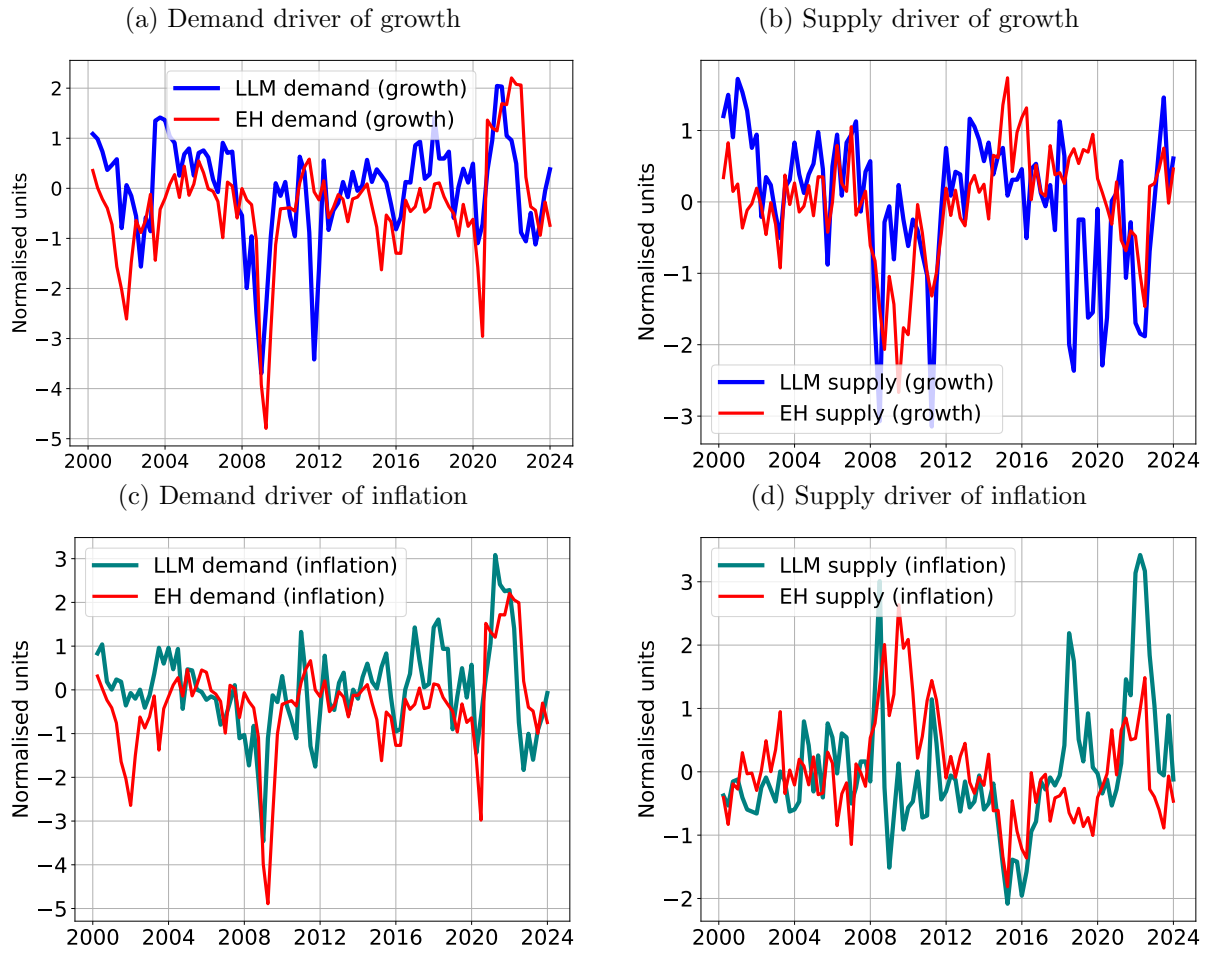 (a) Demand driver of growth
LLM demand (growth)
EH demand (growth)
Normalised units
2
1
0
−1
−2
−3
−4
−5
2000 2004 2008 2012 2016 2020 2024
(b) Supply driver of growth
LLM supply (growth)
EH supply (growth)
Normalised units
1
0
−1
−2
−3
2000 2004 2008 2012 2016 2020 2024
(c) Demand driver of inflation
LLM demand (inflation)
EH demand (inflation)
Normalised units
3
2
1
0
−1
−2
−3
−4
−5
2000 2004 2008 2012 2016 2020 2024
(d) Supply driver of inflation
LLM supply (inflation)
EH supply (inflation)
Normalised units
3
2
1
0
−1
−2
2000 2004 2008 2012 2016 2020 2024